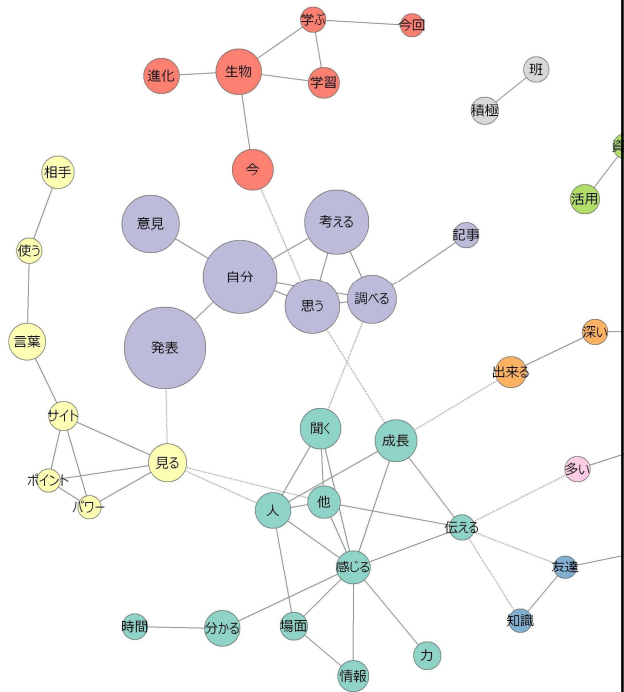 学ぶ
今回
生物
進化
学習
班
積極
今
相手
活用
意見
考える
記事
使う
自分
思う
調べる
言葉
発表
深い
出来る
サイト
聞く
成長
見る
多い
ポイント
パワー
人
他
伝える
感じる
友達
知識
時間
分かる
場面
力
情報